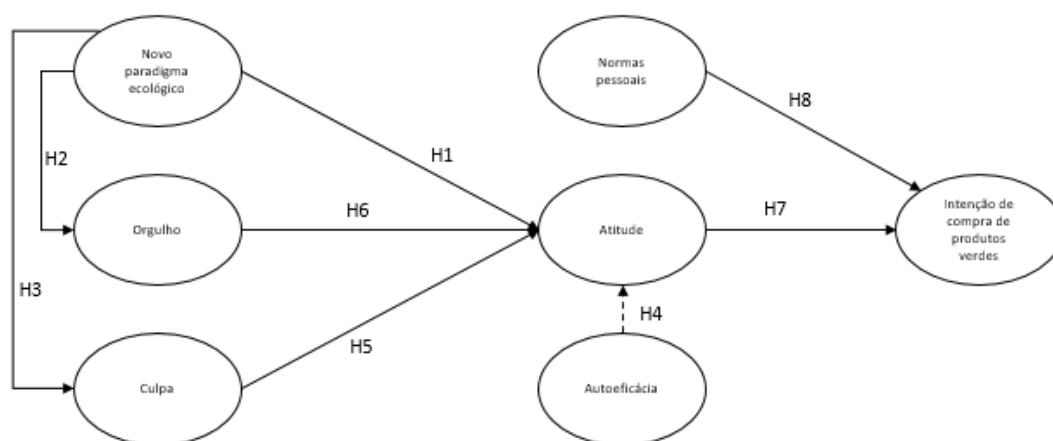 Novo
paradigma
ecológico
Normas
pessoais
H8
H2
H1
Orgulho
H6
Atitude
H7
Intenção de
compra de
produtos
verdes
H3
H4
H5
Culpa
Autoeficácia